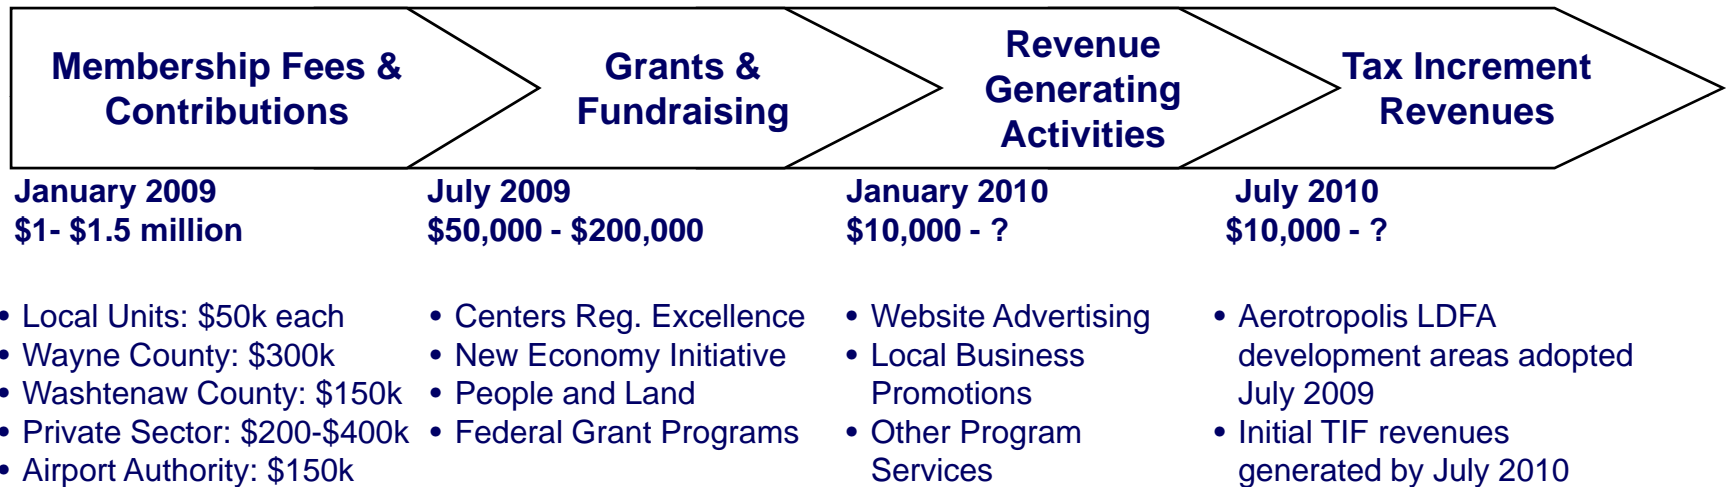 Membership Fees &
Contributions
Grants &
Fundraising
Revenue
Generating
Activities
Tax Increment
Revenues
January 2009
$1- $1.5 million
July 2009
$50,000 - $200,000
January 2010
$10,000 - ?
July 2010
$10,000 - ?
• Local Units: $50k each
• Wayne County: $300k
• Washtenaw County: $150k
• Private Sector: $200-$400k
• Airport Authority: $150k
• Centers Reg. Excellence
• New Economy Initiative
• People and Land
• Federal Grant Programs
• Website Advertising
• Local Business
Promotions
• Other Program
Services
• Aerotropolis LDFA
development areas adopted
July 2009
• Initial TIF revenues
generated by July 2010